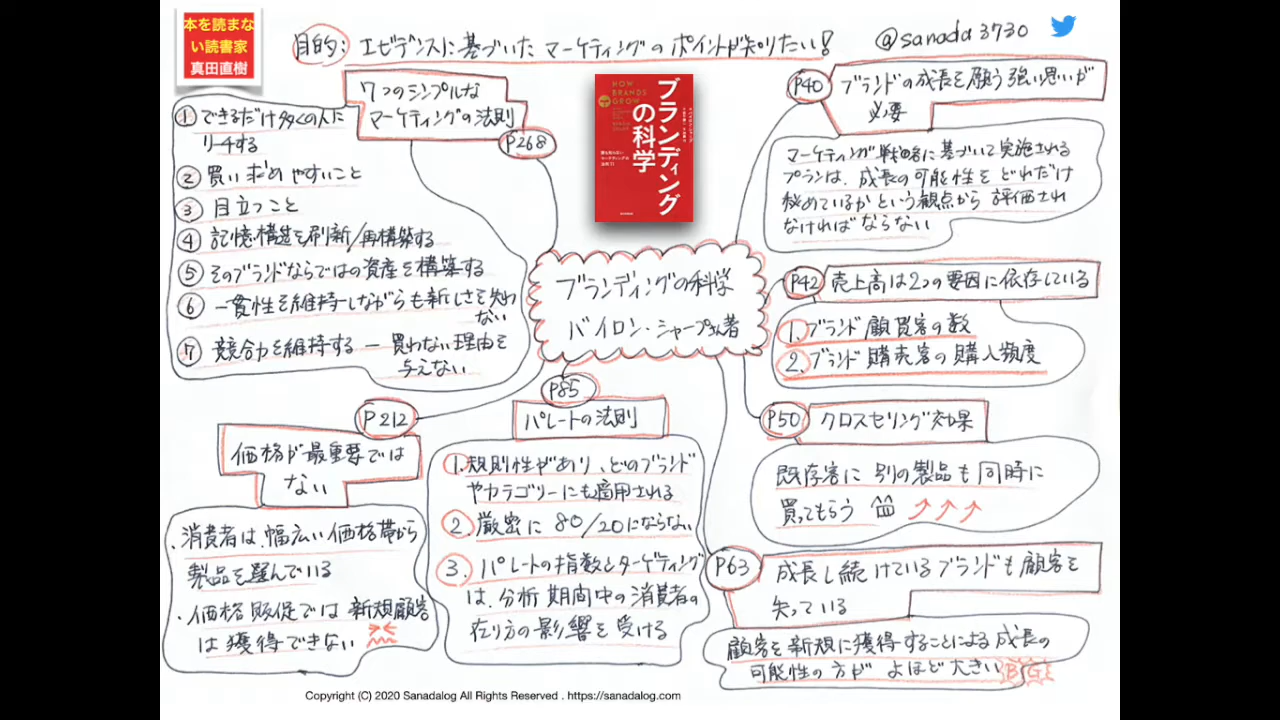 本を読まな
い読書家
真田直樹
目的: エビデンスに基づいた マーケティングの ポイントが知りたい!
@sanada3730
7つのシンプルな
マーケティングの法則
P268
① できるだけ多くの人に
リーチする
② 買い求めやすいこと
③ 目立つこと
④ 記憶構造を刷新/再構築する
⑤ そのブランドならではの資産を構築する
⑥ 一貫性を維持しながらも新しさを失わ
ない
⑦ 競合力を維持する ー 買わない理由を
与えない
HOW
BRANDS
GROW
ブランディング
の科学
P40
ブランドの成長を願う強い思いが
必要
マーケティング戦略に基づいて実施される
プランは、成長の可能性をどれだけ
秘めているかという観点から 評価され
なければならない
ブランディングの科学
バイロン・シャープさん著
P42
売上高は2つの要因に依存している
1. ブランド顧買客の数
2. ブランド購売客の購入頻度
P50
クロスセリング効果
既存客に 別の製品も同時に
買ってもらう
P63
成長し続けているブランドも顧客を
失っている
顧客を新規に獲得することによる成長の
可能性の方が よほど大きい BIG
P85
パレートの法則
1. 規則性があり、どのブランド
やカテゴリーにも適用される
2. 厳密に 80/20にならない
3. パレートの指数とターゲティング
は、分析期間中の消費者の
在り方の影響を受ける
P212
価格が最重要では
ない
・消費者は、幅広い価格帯から
製品を選んでいる
・価格販促では 新規顧客
は獲得できない
Copyright (C) 2020 Sanadalog All Rights Reserved . https://sanadalog.com